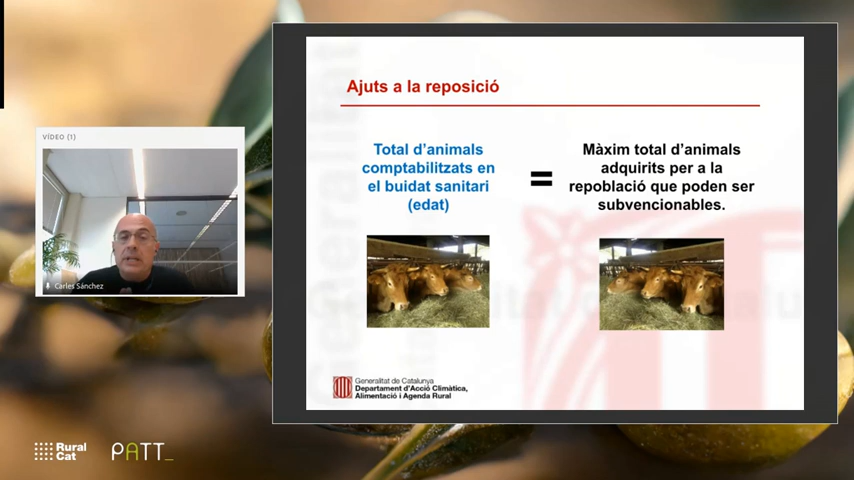 VÍDEO (1)
Carles Sánchez
Ajuts a la reposició
Total d'animals
comptabilitzats en
el buidat sanitari
(edat)
=
Màxim total d'animals
adquirits per a la
repoblació que poden ser
subvencionables.
Generalitat de Catalunya
Departament d'Acció Climàtica,
Alimentació i Agenda Rural
Rural
Cat
PATT_